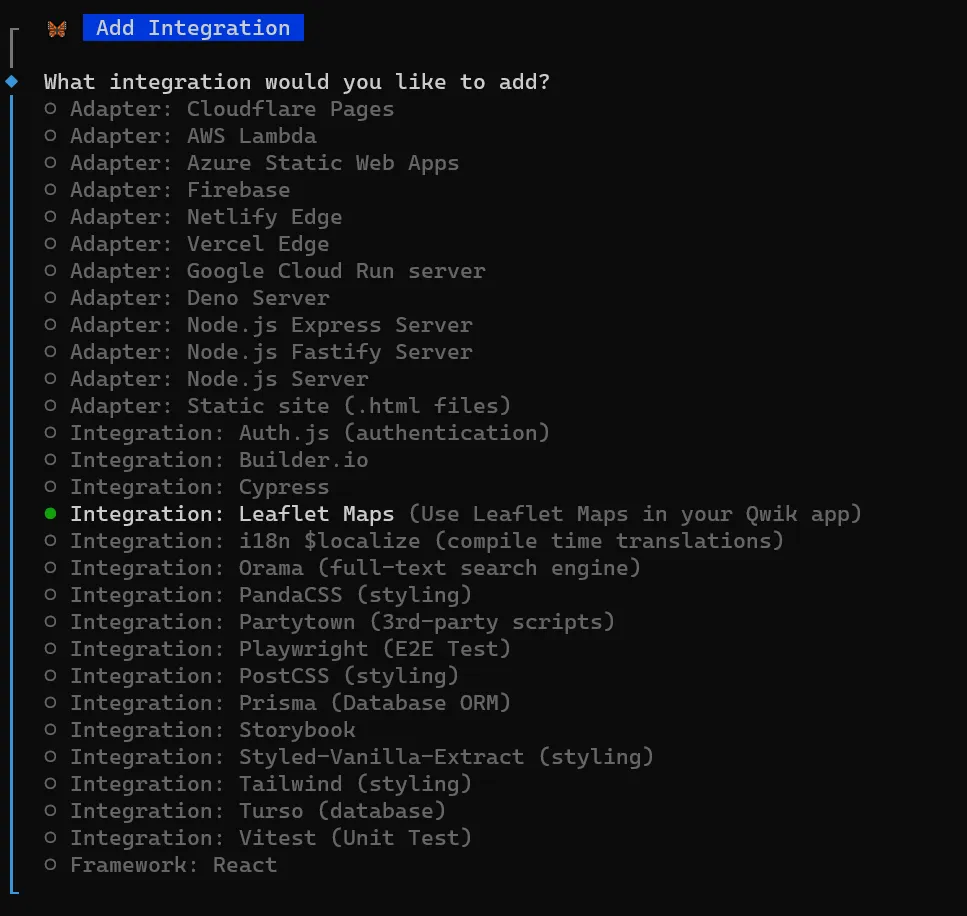 Add Integration
What integration would you like to add?
Adapter: Cloudflare Pages
Adapter: AWS Lambda
Adapter: Azure Static Web Apps
Adapter: Firebase
Adapter: Netlify Edge
Adapter: Vercel Edge
Adapter: Google Cloud Run server
Adapter: Deno Server
Adapter: Node.js Express Server
Adapter: Node.js Fastify Server
Adapter: Node.js Server
Adapter: Static site (.html files)
Integration: Auth.js (authentication)
Integration: Builder.io
Integration: Cypress
Integration: Leaflet Maps (Use Leaflet Maps in your Qwik app)
Integration: i18n $localize (compile time translations)
Integration: Orama (full-text search engine)
Integration: PandaCSS (styling)
Integration: Partytown (3rd-party scripts)
Integration: Playwright (E2E Test)
Integration: PostCSS (styling)
Integration: Prisma (Database ORM)
Integration: Storybook
Integration: Styled-Vanilla-Extract (styling)
Integration: Tailwind (styling)
Integration: Turso (database)
Integration: Vitest (Unit Test)
Framework: React